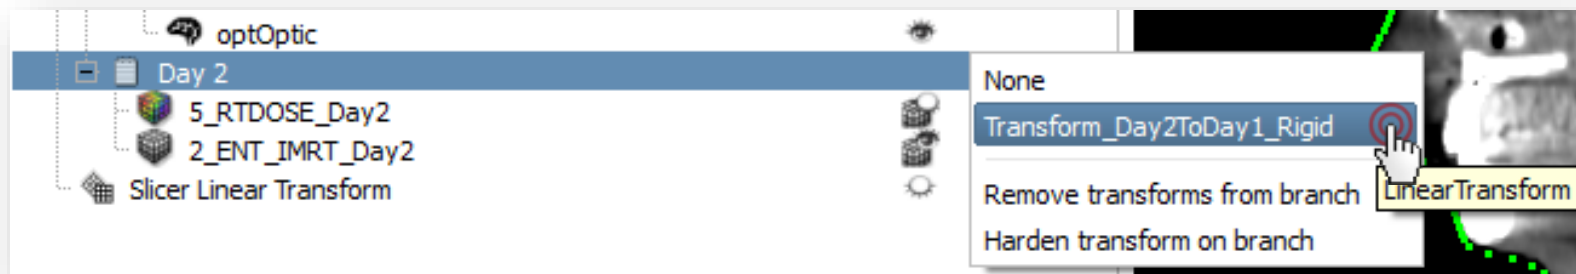 optOptic
Day 2
None
5_RTDOSE_Day2
Transform_Day2ToDay1_Rigid
2_ENT_IMRT_Day2
Slicer Linear Transform
Remove transforms from branch
LinearTransform
Harden transform on branch